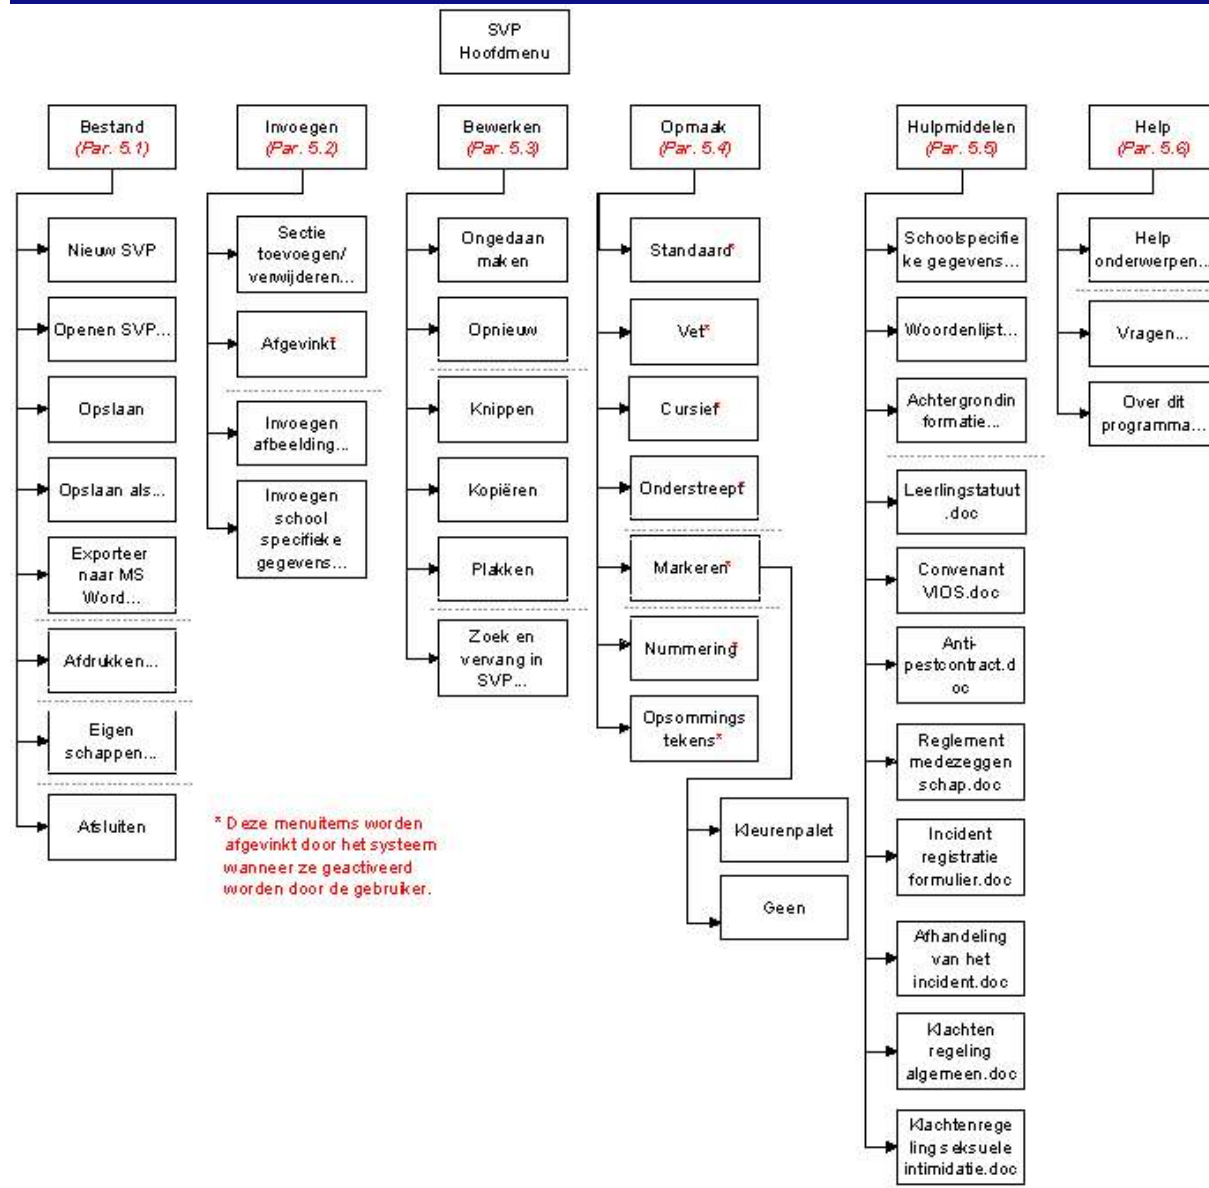 SVP
Hoofdmenu
Bestand
(Par. 5.1)
Nieuw SVP
Openen SVP...
Opslaan
Opslaan als...
Exporteer
naar MS
Word...
Afdrukken...
Eigen
schappen...
Afsluiten
Invoegen
(Par. 5.2)
Sectie
toevoegen/
verwijderen...
Afgevinkt*
Invoegen
afbeelding...
Invoegen
school
specifieke
gegevens...
Bewerken
(Par. 5.3)
Ongedaan
maken
Opnieuw
Knippen
Kopiëren
Plakken
Zoek en
vervang in
SVP...
Opmaak
(Par. 5.4)
Standaard*
Vet*
Cursief*
Onderstreept*
Markeren*
Nummering*
Opsommings
tekens*
Kleurenpalet
Geen
Hulpmiddelen
(Par. 5.5)
Schoolspecifie
ke gegevens...
Woordenlijst...
Achtergrondin
formatie...
Leerlingstatuut
.doc
Convenant
VIOS.doc
Anti-
pestcontract.d
oc
Reglement
medezeggen
schap.doc
Incident
registratie
formulier.doc
Afhandeling
van het
incident.doc
Klachten
regeling
algemeen.doc
Klachtenrege
ling seksuele
intimidatie.doc
Help
(Par. 5.6)
Help
onderwerpen...
Vragen...
Over dit
programma...
* Deze menuitems worden
afgevinkt door het systeem
wanneer ze geactiveerd
worden door de gebruiker.